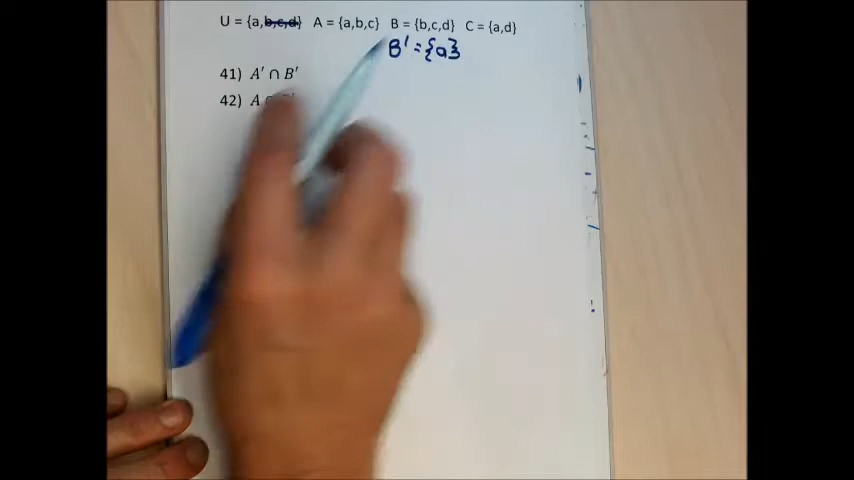 U = {a,b,c,d} A = {a,b,c} B = {b,c,d} C = {a,d}
B' = {a}
41) A′ ∩ B′
42) A